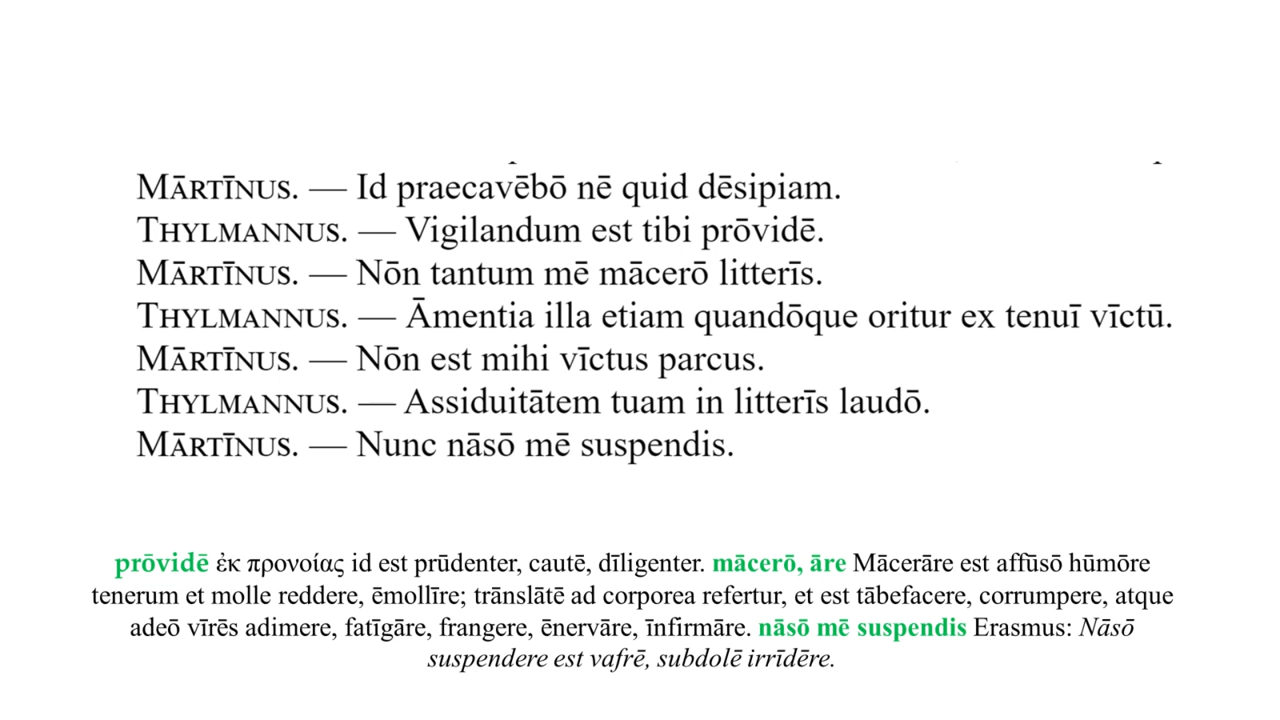 Mārtīnus. — Id praecavēbō nē quid dēsipiam.
Thylmannus. — Vigilandum est tibi prōvidē.
Mārtīnus. — Nōn tantum mē mācerō litterīs.
Thylmannus. — Āmentia illa etiam quandōque oritur ex tenuī vīctū.
Mārtīnus. — Nōn est mihi vīctus parcus.
Thylmannus. — Assiduitātem tuam in litterīs laudō.
Mārtīnus. — Nunc nāsō mē suspendis.
prōvidē ἐκ προνοίας id est prūdenter, cautē, dīligenter. mācerō, āre Mācerāre est affūsō hūmōre
tenerum et molle reddere, ēmollīre; trānslātē ad corporea refertur, et est tābefacere, corrumpere, atque
adeō vīrēs adimere, fatīgāre, frangere, ēnervāre, īnfirmāre. nāsō mē suspendis Erasmus: Nāsō
suspendere est vafrē, subdolē irrīdēre.